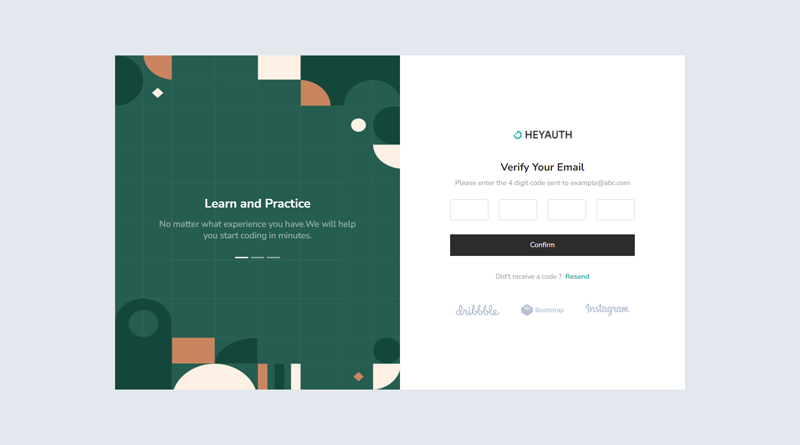 Learn and Practice
No matter what experience you have.We will help
you start coding in minutes.
HEYAUTH
Verify Your Email
Please enter the 4 digit code sent to example@abc.com
Confirm
Did't receive a code ? Resend
dribbble Bootstrap Instagram